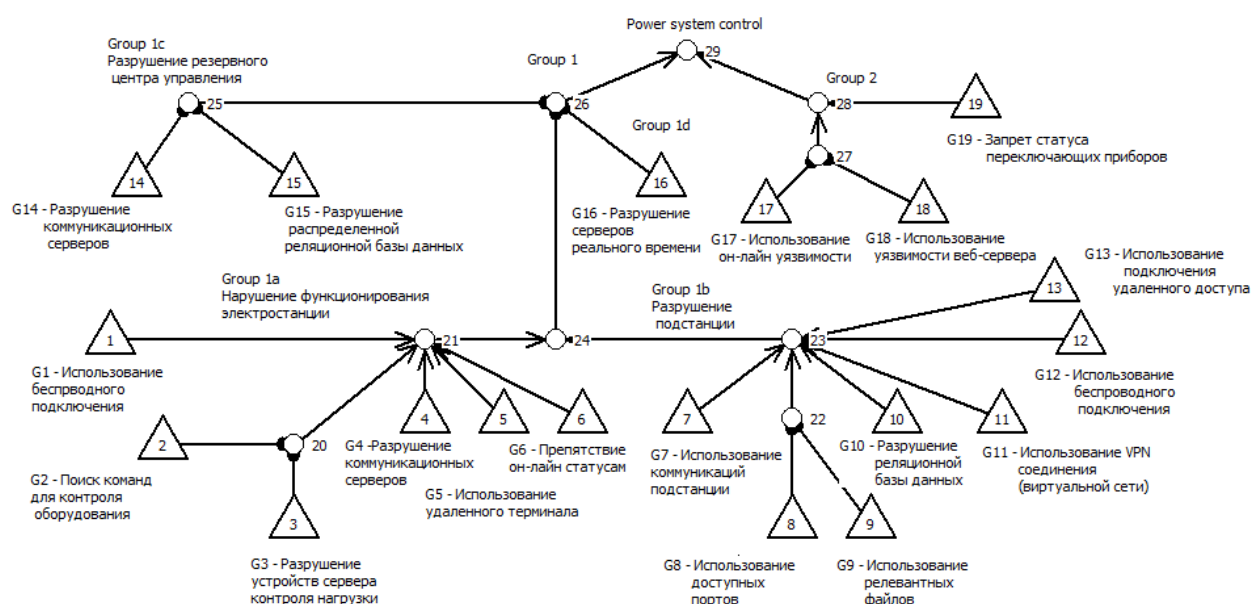 Power system control
29
Group 1c
Разрушение резервного
центра управления
25
Group 1
26
Group 2
28
19
G19 - Запрет статуса
переключающих приборов
Group 1d
27
14
15
16
17
18
G14 - Разрушение
коммуникационных
серверов
G15 - Разрушение
распределенной
реляционной базы данных
G16 - Разрушение
серверов
реального времени
G17 - Использование
он-лайн уязвимости
G18 - Использование
уязвимости веб-сервера
G13 - Использование
подключения
удаленного доступа
13
Group 1a
Нарушение функционирования
электростанции
Group 1b
Разрушение
подстанции
1
21
24
23
12
G1 - Использование
беспрводного
подключения
G12 - Использование
беспроводного
подключения
2
20
4
5
6
7
22
10
11
G2 - Поиск команд
для контроля
оборудования
G4 -Разрушение
коммуникационных
серверов
G6 - Препятствие
он-лайн статусам
G5 - Использование
удаленного терминала
G7 - Использование
коммуникаций
подстанции
G10 - Разрушение
реляционной
базы данных
G11 - Использование VPN
соединения
(виртуальной сети)
3
8
9
G3 - Разрушение
устройств сервера
контроля нагрузки
G8 - Использование
доступных
портов
G9 - Использование
релевантных
файлов